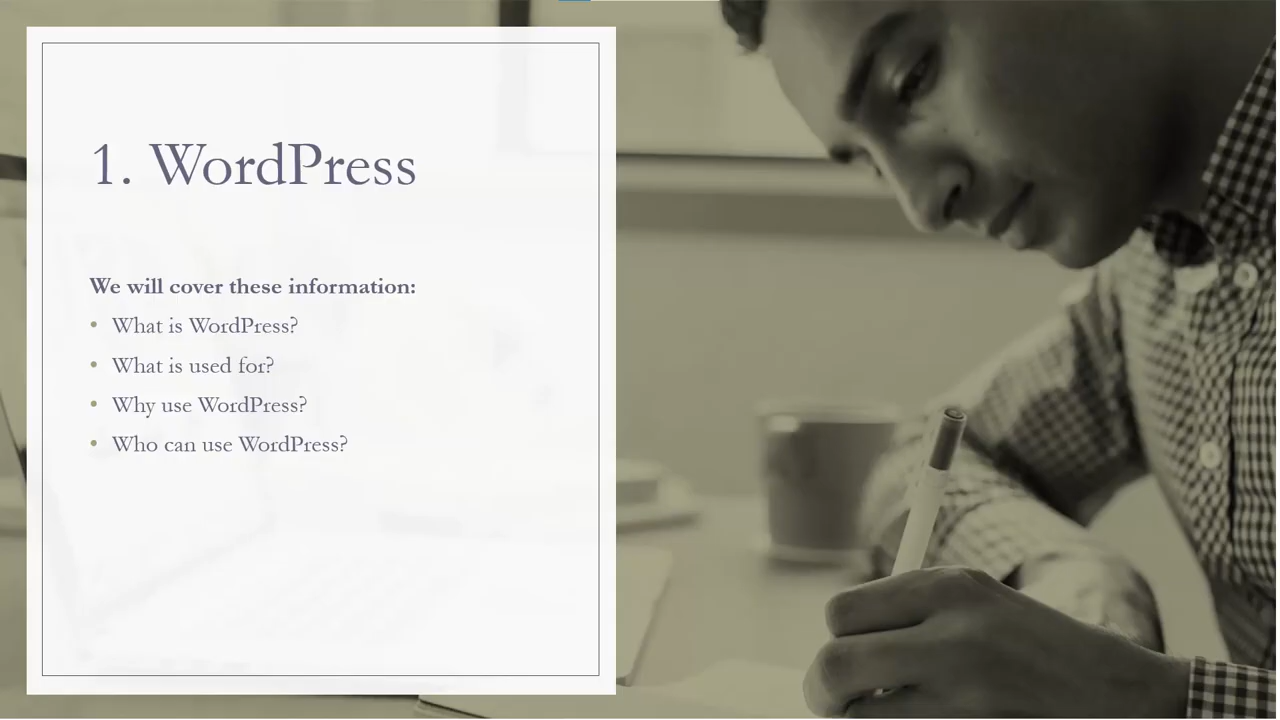 1. WordPress
We will cover these information:
• What is WordPress?
• What is used for?
• Why use WordPress?
• Who can use WordPress?